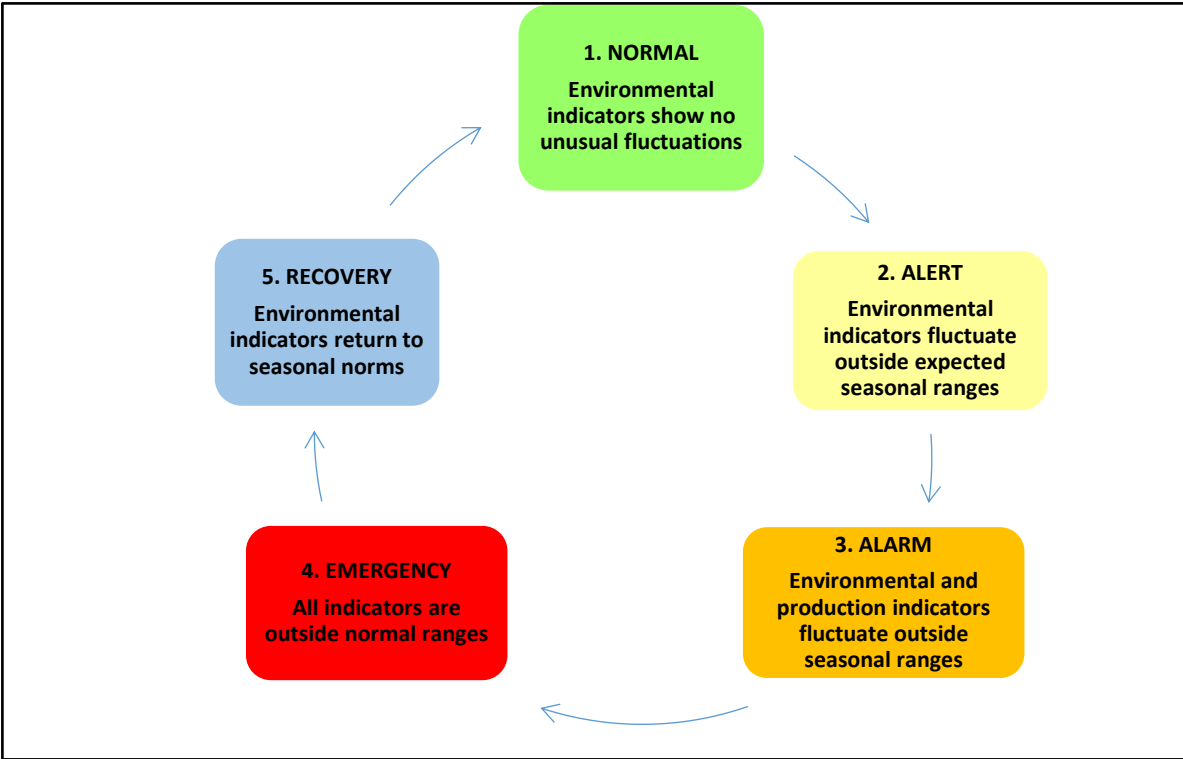 1. NORMAL
Environmental
indicators show no
unusual fluctuations
2. ALERT
Environmental
indicators fluctuate
outside expected
seasonal ranges
3. ALARM
Environmental and
production indicators
fluctuate outside
seasonal ranges
4. EMERGENCY
All indicators are
outside normal ranges
5. RECOVERY
Environmental
indicators return to
seasonal norms